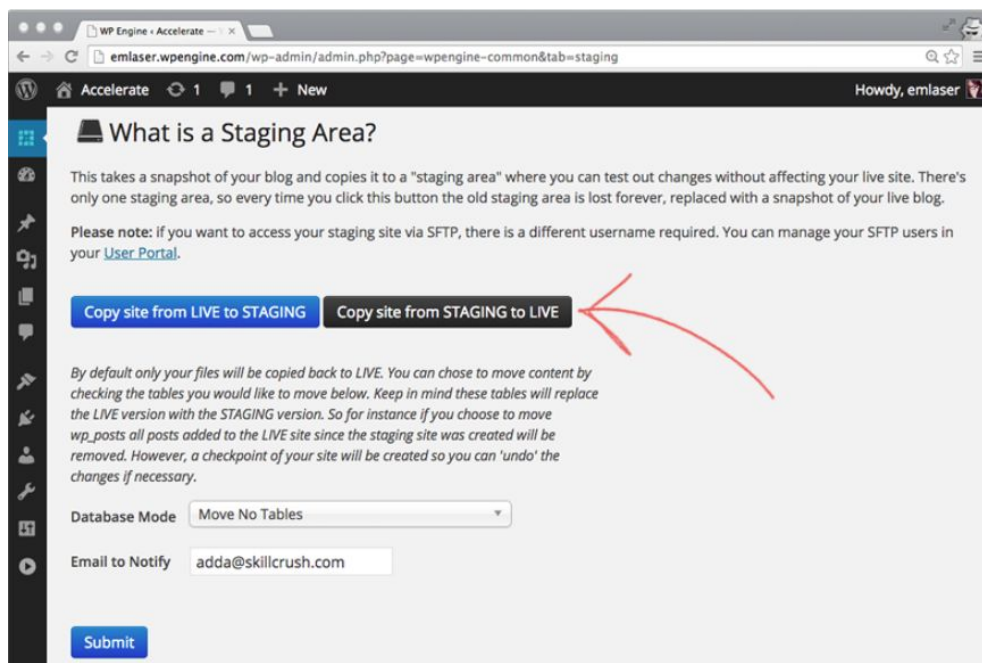 WP Engine ‹ Accelerate —
emlaser.wpengine.com/wp-admin/admin.php?page=wpengine-common&tab=staging
Accelerate 1 1 + New Howdy, emlaser
What is a Staging Area?
This takes a snapshot of your blog and copies it to a "staging area" where you can test out changes without affecting your live site. There's
only one staging area, so every time you click this button the old staging area is lost forever, replaced with a snapshot of your live blog.
Please note: if you want to access your staging site via SFTP, there is a different username required. You can manage your SFTP users in
your User Portal.
Copy site from LIVE to STAGING Copy site from STAGING to LIVE
By default only your files will be copied back to LIVE. You can chose to move content by
checking the tables you would like to move below. Keep in mind these tables will replace
the LIVE version with the STAGING version. So for instance if you choose to move
wp_posts all posts added to the LIVE site since the staging site was created will be
removed. However, a checkpoint of your site will be created so you can 'undo' the
changes if necessary.
Database Mode Move No Tables
Email to Notify adda@skillcrush.com
Submit